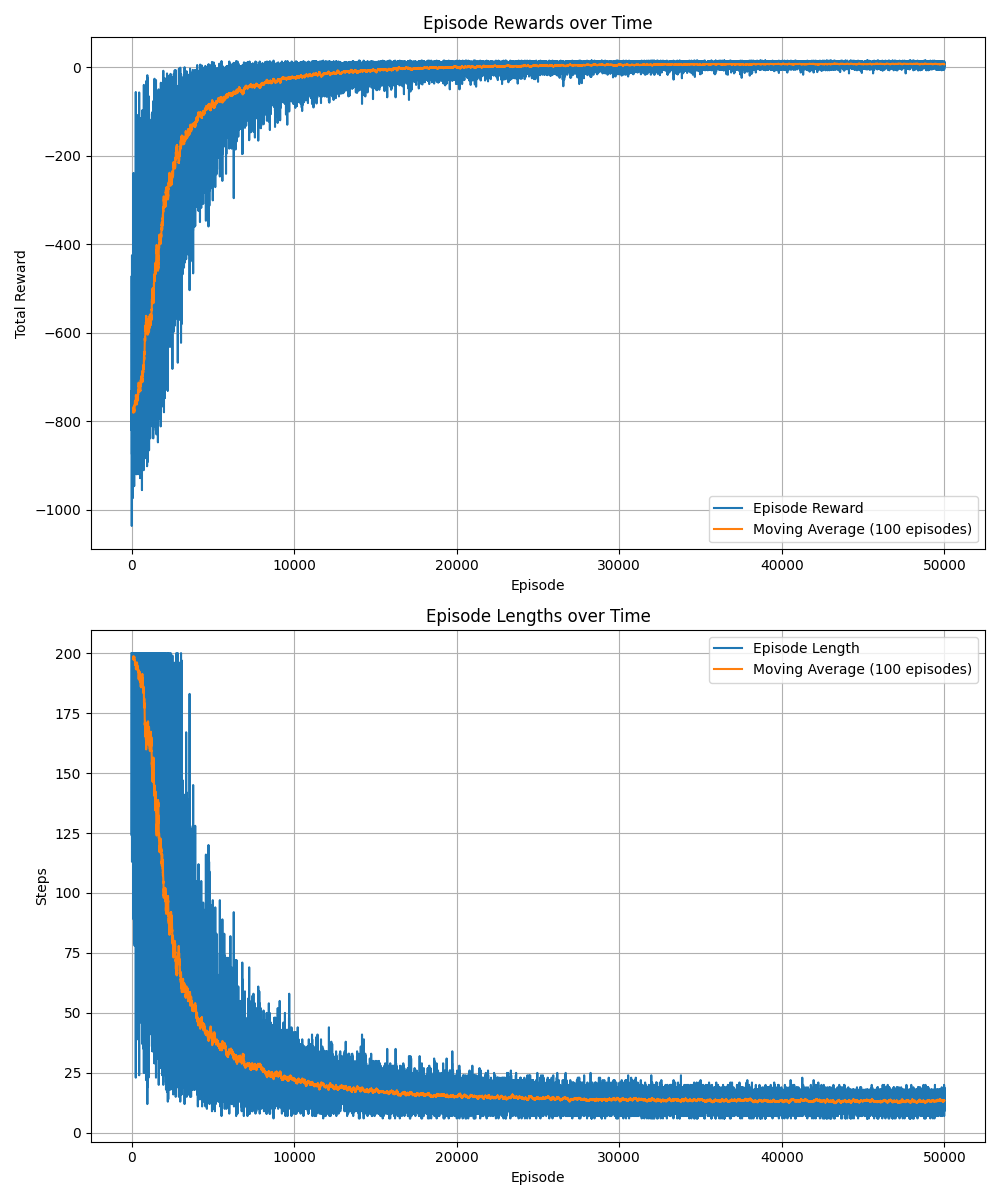 Episode Rewards over Time
0
−200
−400
−600
−800
−1000
Total Reward
Episode Reward
Moving Average (100 episodes)
0 10000 20000 30000 40000 50000
Episode
Episode Lengths over Time
200
175
150
125
100
75
50
25
0
Steps
Episode Length
Moving Average (100 episodes)
0 10000 20000 30000 40000 50000
Episode